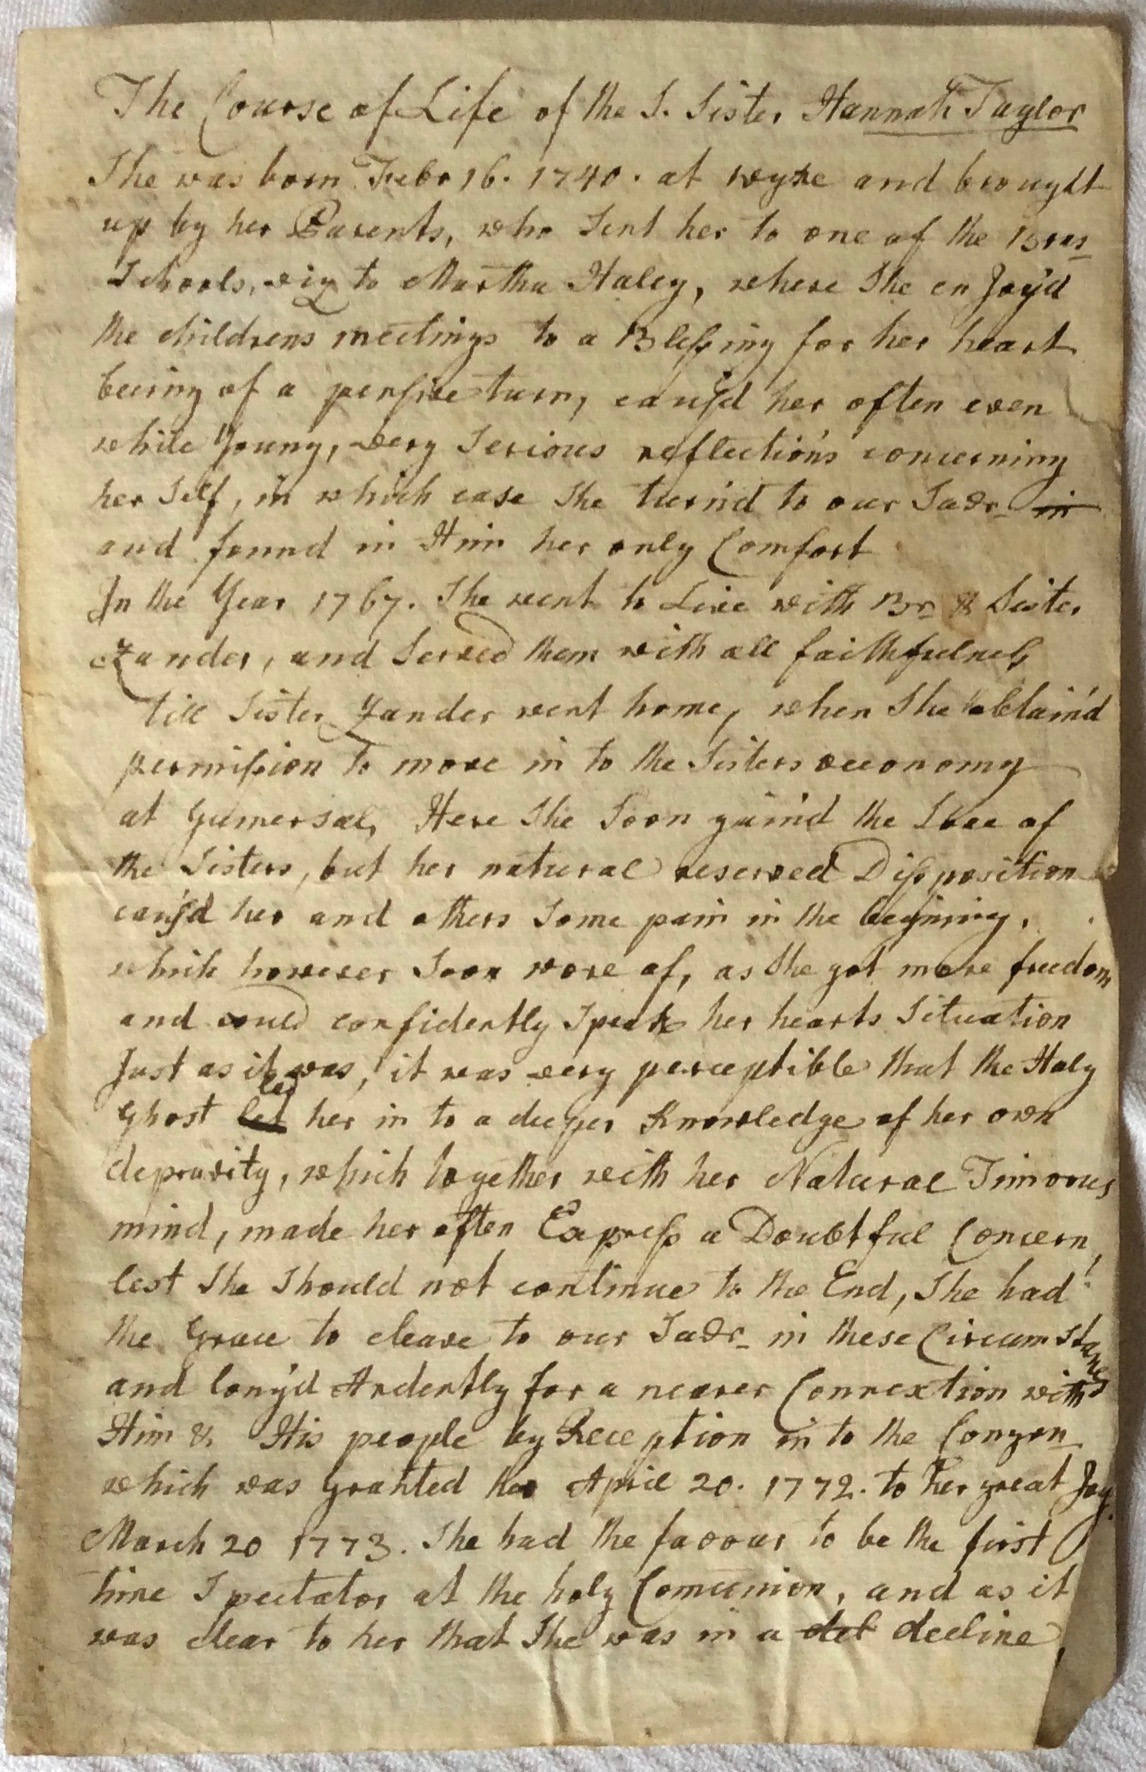 The Course of Life of the S. Sister Hannah Taylor
She was born Febr 16. 1740. at wyke and brought
up by her Parents, who Sent her to one of the Brns
Schools, viz to Martha Haley, where She en Joy'd
the childrens meetings to a Blessing for her heart
being of a pensive turn, caus'd her often even
while Young, very Serious reflection's concerning
her Self, in which case She turn'd to our Savr in
and found in Him her only Comfort
In the Year 1767. She went to Live with Br & Sister
Zander, and Served them with all faithfulness
till Sister Zander went home, when She obtain'd
permission to move in to the Sisters oeconomy
at Gumersal, Here She Soon gain'd the Love of
the Sisters, but her natural reserved Disposition
caus'd her and others Some pain in the begining,
which however Soon wore of, as She got more freedom
and could confidently Speak her hearts Situation
Just as it was, it was very perceptible that the Holy
Ghost let led her in to a deeper Knowledge of her own
depravity, which together with her Natural Timorous
mind, made her often Express a Doubtful Concern,
lest She Should not continue to the End, She had
the Grace to cleave to our Savr in these Circumstances
and long'd Ardently for a nearer Connextion with
Him & His people by Reception in to the Congon
which was granted her April 20. 1772. to her great Joy.
March 20 1773. She had the favour to be the first
time Spectator at the holy Comunion, and as it
was clear to her that She was in a del decline,